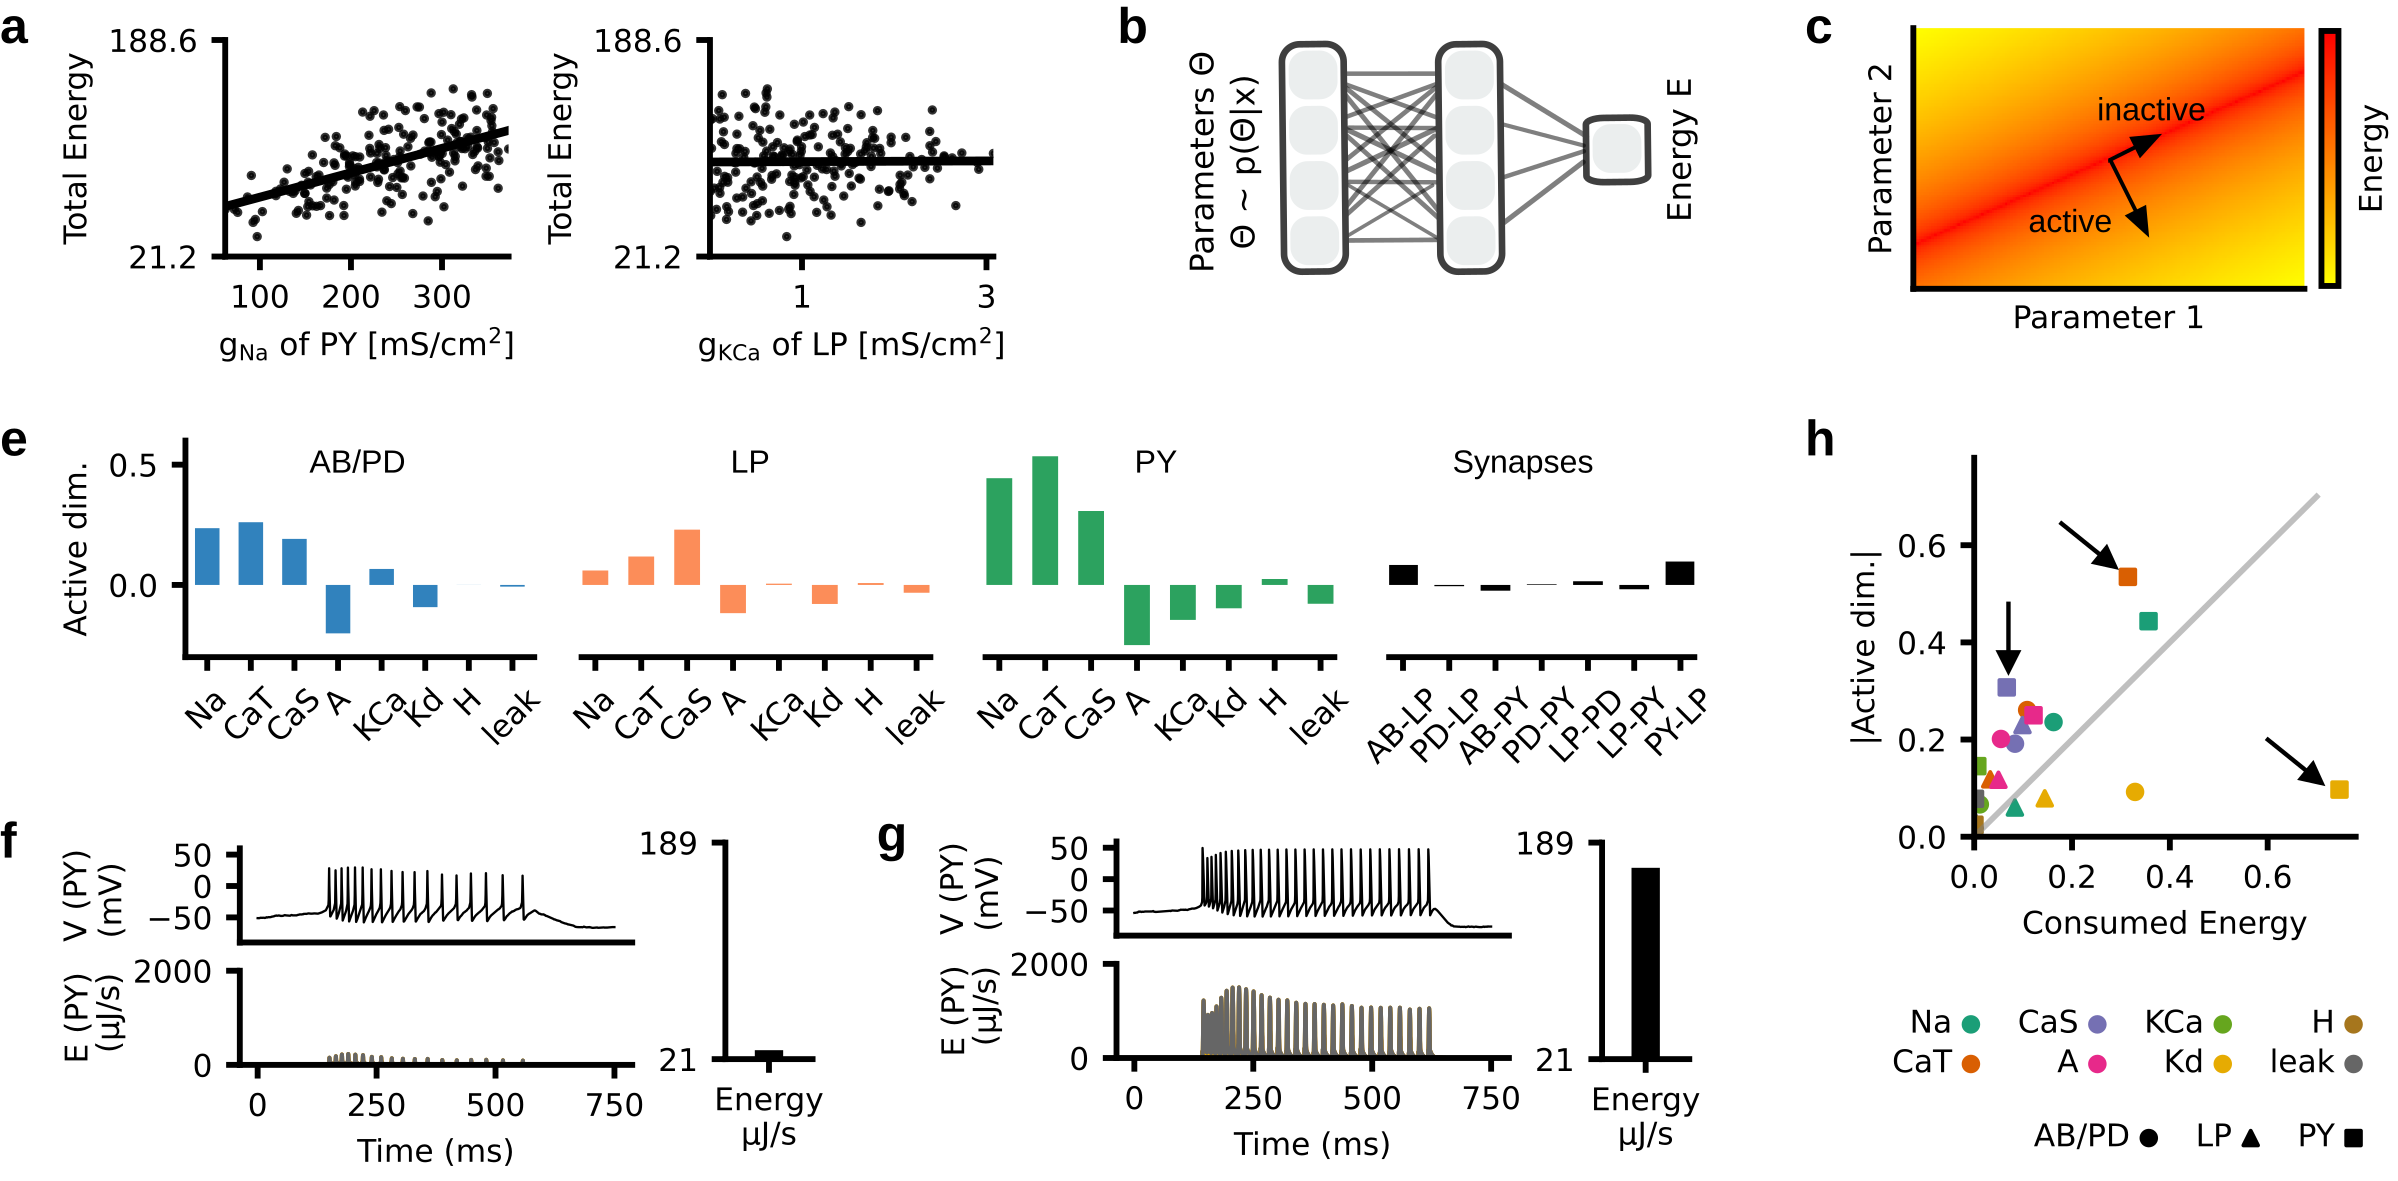 a
188.6
Total Energy
21.2
100 200 300
gNa of PY [mS/cm2]
188.6
Total Energy
21.2
1 3
gKCa of LP [mS/cm2]
b
Parameters Θ
Θ ~ p(Θ|x)
Energy E
c
Parameter 2
inactive
active
Parameter 1
Energy
e
Active dim.
0.5
0.0
AB/PD
Na CaT CaS A KCa Kd H leak
LP
Na CaT CaS A KCa Kd H leak
PY
Na CaT CaS A KCa Kd H leak
Synapses
AB-LP PD-LP AB-PY PD-PY LP-PD LP-PY PY-LP
f
V (PY)
(mV)
50
0
−50
E (PY)
(µJ/s)
2000
0
0 250 500 750
Time (ms)
189
21
Energy
µJ/s
g
V (PY)
(mV)
50
0
−50
E (PY)
(µJ/s)
2000
0
0 250 500 750
Time (ms)
189
21
Energy
µJ/s
h
|Active dim.|
0.6
0.4
0.2
0.0
0.0 0.2 0.4 0.6
Consumed Energy
Na CaS KCa H
CaT A Kd leak
AB/PD LP PY